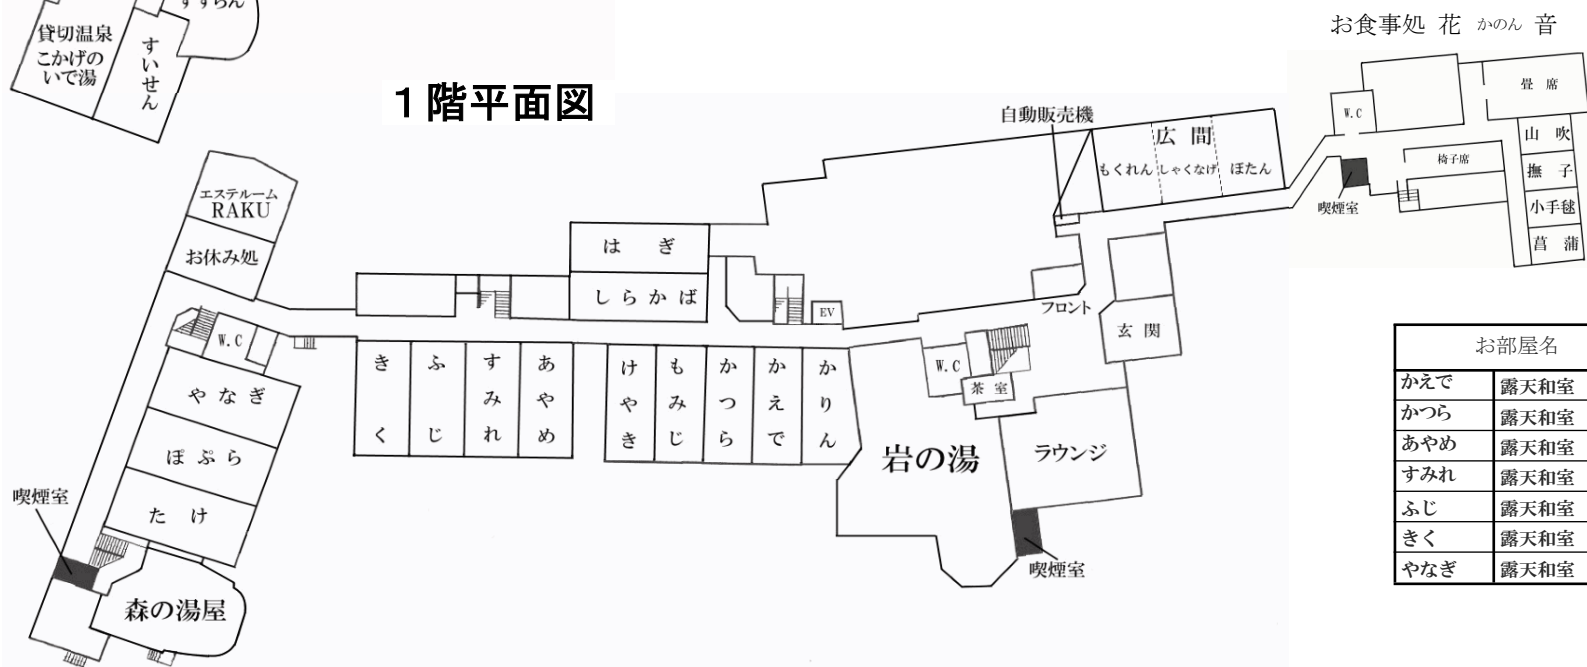 すずらん
貸切温泉
こかげの
いで湯
すいせん
1階平面図
お食事処 花 かのん 音
W.C
畳 席
山 吹
撫 子
小手毬
菖 蒲
椅子席
喫煙室
自動販売機
広 間
もくれん
しゃくなげ
ぼたん
エステルーム
RAKU
お休み処
は ぎ
しらかば
EV
フロント
玄 関
W.C
やなぎ
ぽぷら
たけ
喫煙室
森の湯屋
きく
ふじ
すみれ
あやめ
けやき
もみじ
かつら
かえで
かりん
W.C
茶 室
岩の湯
ラウンジ
喫煙室
お部屋名
かえで 露天和室
かつら 露天和室
あやめ 露天和室
すみれ 露天和室
ふじ 露天和室
きく 露天和室
やなぎ 露天和室